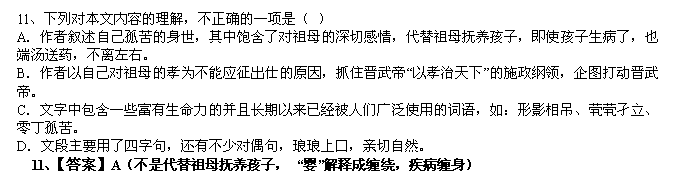 11、下列对本文内容的理解，不正确的一项是（ ）
A．作者叙述自己孤苦的身世，其中饱含了对祖母的深切感情，代替祖母抚养孩子，即使孩子生病了，也
端汤送药，不离左右。
B．作者以自己对祖母的孝为不能应征出仕的原因，抓住晋武帝“以孝治天下”的施政纲领，企图打动晋武
帝。
C．文字中包含一些富有生命力的并且长期以来已经被人们广泛使用的词语，如：形影相吊、茕茕孑立、
零丁孤苦。
D．文段主要用了四字句，还有不少对偶句，琅琅上口，亲切自然。
11、【答案】A（不是代替祖母抚养孩子， “婴”解释成缠绕，疾病缠身）